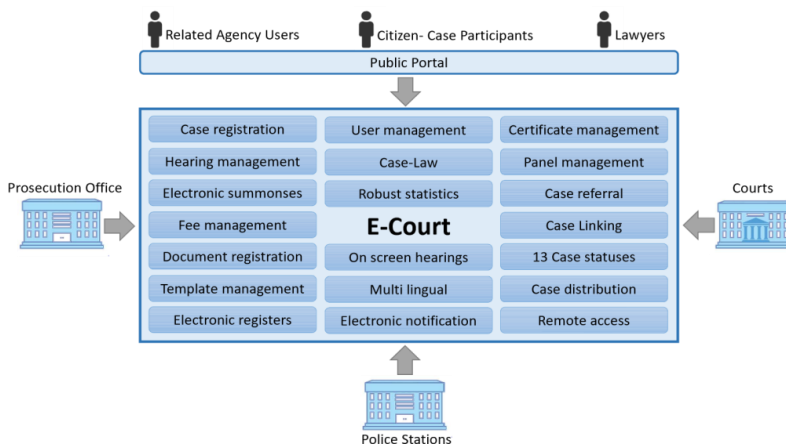 Related Agency Users
Citizen- Case Participants
Lawyers
Public Portal
Case registration
User management
Certificate management
Hearing management
Case-Law
Panel management
Prosecution Office
Electronic summonses
Robust statistics
Case referral
Courts
Fee management
E-Court
Case Linking
Document registration
On screen hearings
13 Case statuses
Template management
Multi lingual
Case distribution
Electronic registers
Electronic notification
Remote access
Police Stations